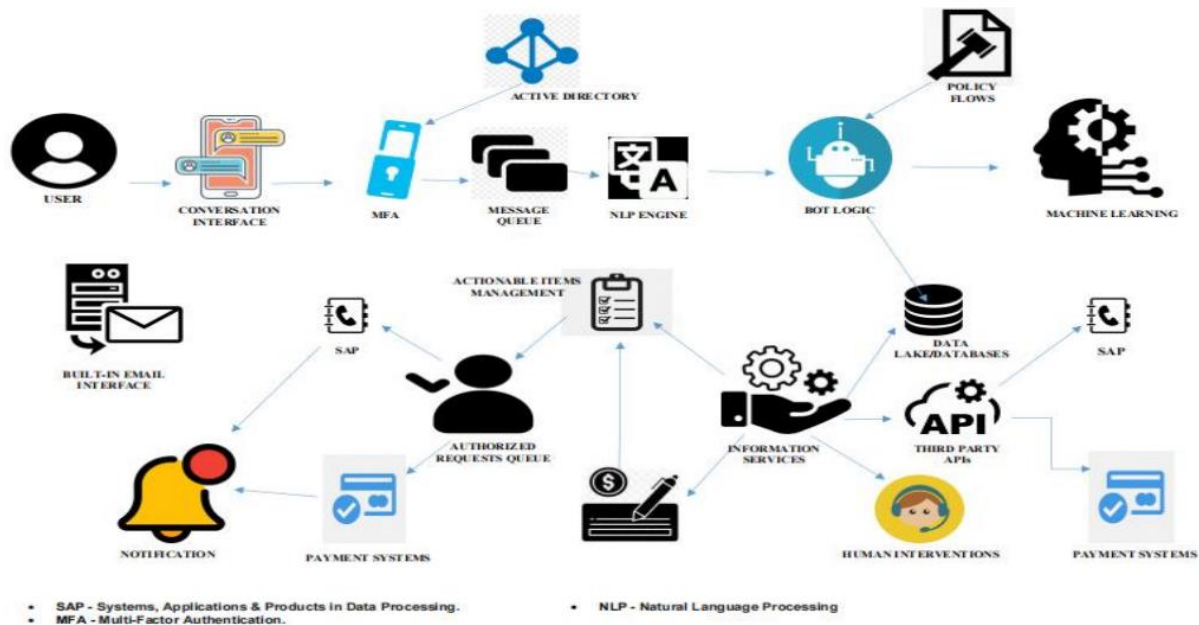 ACTIVE DIRECTORY
POLICY
FLOWS
USER
CONVERSATION
INTERFACE
MFA
MESSAGE
QUEUE
文
A
NLP ENGINE
BOT LOGIC
MACHINE LEARNING
ACTIONABLE ITEMS
MANAGEMENT
BUILT-IN EMAIL
INTERFACE
SAP
DATA
LAKE/DATABASES
SAP
AUTHORIZED
REQUESTS QUEUE
INFORMATION
SERVICES
API
THIRD PARTY
APIs
$
NOTIFICATION
PAYMENT SYSTEMS
HUMAN INTERVENTIONS
PAYMENT SYSTEMS
• SAP - Systems, Applications & Products in Data Processing.
• MFA - Multi-Factor Authentication.
• NLP - Natural Language Processing